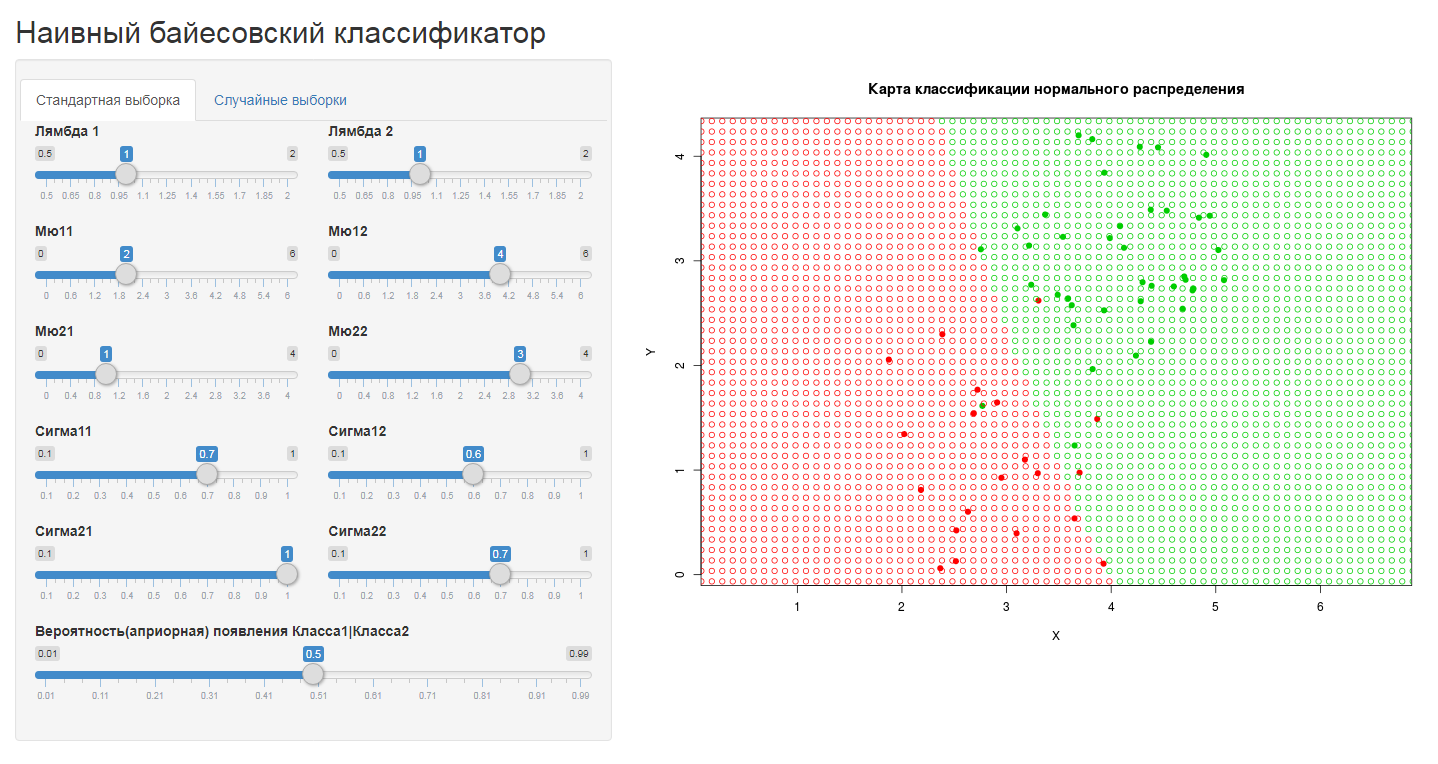 Наивный байесовский классификатор
Стандартная выборка Случайные выборки
Лямбда 1 Лямбда 2
0.5 1 2 0.5 1 2
0.5 0.65 0.8 0.95 1.1 1.25 1.4 1.55 1.7 1.85 2 0.5 0.65 0.8 0.95 1.1 1.25 1.4 1.55 1.7 1.85 2
Мю11 Мю12
0 2 6 0 4 6
0 0.6 1.2 1.8 2.4 3 3.6 4.2 4.8 5.4 6 0 0.6 1.2 1.8 2.4 3 3.6 4.2 4.8 5.4 6
Мю21 Мю22
0 1 4 0 3 4
0 0.4 0.8 1.2 1.6 2 2.4 2.8 3.2 3.6 4 0 0.4 0.8 1.2 1.6 2 2.4 2.8 3.2 3.6 4
Сигма11 Сигма12
0.1 0.7 1 0.1 0.6 1
0.1 0.2 0.3 0.4 0.5 0.6 0.7 0.8 0.9 1 0.1 0.2 0.3 0.4 0.5 0.6 0.7 0.8 0.9 1
Сигма21 Сигма22
0.1 1 0.1 0.7 1
0.1 0.2 0.3 0.4 0.5 0.6 0.7 0.8 0.9 1 0.1 0.2 0.3 0.4 0.5 0.6 0.7 0.8 0.9 1
Вероятность(априорная) появления Класса1|Класса2
0.01 0.5 0.99
0.01 0.11 0.21 0.31 0.41 0.51 0.61 0.71 0.81 0.91 0.99
Карта классификации нормального распределения
4
3
Y
2
1
0
1 2 3 4 5 6
X